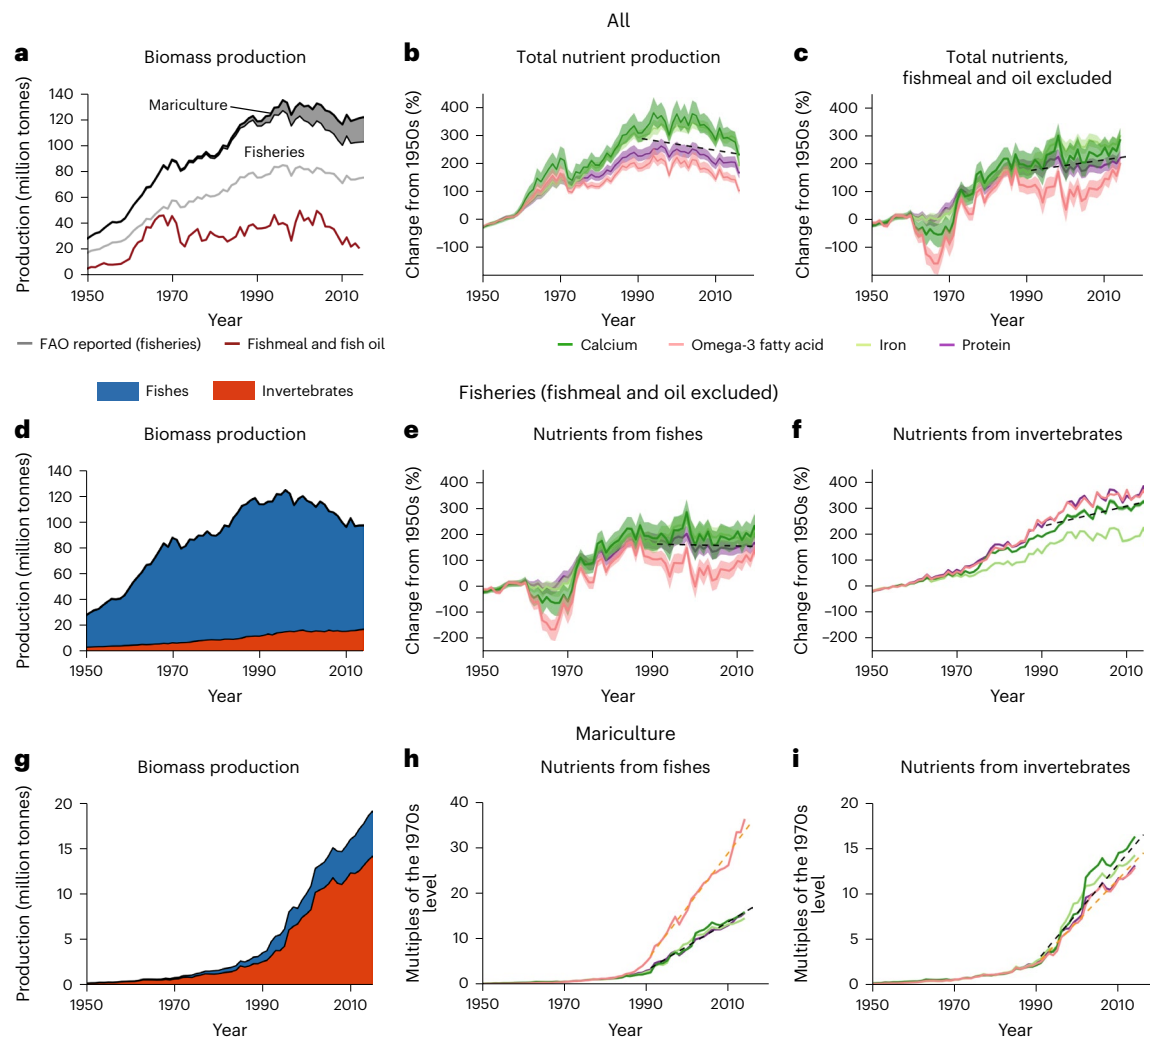 All
a
Biomass production
Production (million tonnes)
140
120
100
80
60
40
20
0
Mariculture
Fisheries
1950
1970
1990
2010
Year
FAO reported (fisheries)
Fishmeal and fish oil
b
Total nutrient production
Change from 1950s (%)
400
300
200
100
0
–100
1950
1970
1990
2010
Year
c
Total nutrients,
fishmeal and oil excluded
Change from 1950s (%)
400
300
200
100
0
–100
1950
1970
1990
2010
Year
Calcium
Omega-3 fatty acid
Iron
Protein
Fishes
Invertebrates
Fisheries (fishmeal and oil excluded)
d
Biomass production
Production (million tonnes)
140
120
100
80
60
40
20
0
1950
1970
1990
2010
Year
e
Nutrients from fishes
Change from 1950s (%)
400
300
200
100
0
–100
–200
1950
1970
1990
2010
Year
f
Nutrients from invertebrates
Change from 1950s (%)
400
300
200
100
0
–100
–200
1950
1970
1990
2010
Year
Mariculture
g
Biomass production
Production (million tonnes)
20
15
10
5
0
1950
1970
1990
2010
Year
h
Nutrients from fishes
Multiples of the 1970s
level
40
30
20
10
0
1950
1970
1990
2010
Year
i
Nutrients from invertebrates
Multiples of the 1970s
level
20
15
10
5
0
1950
1970
1990
2010
Year